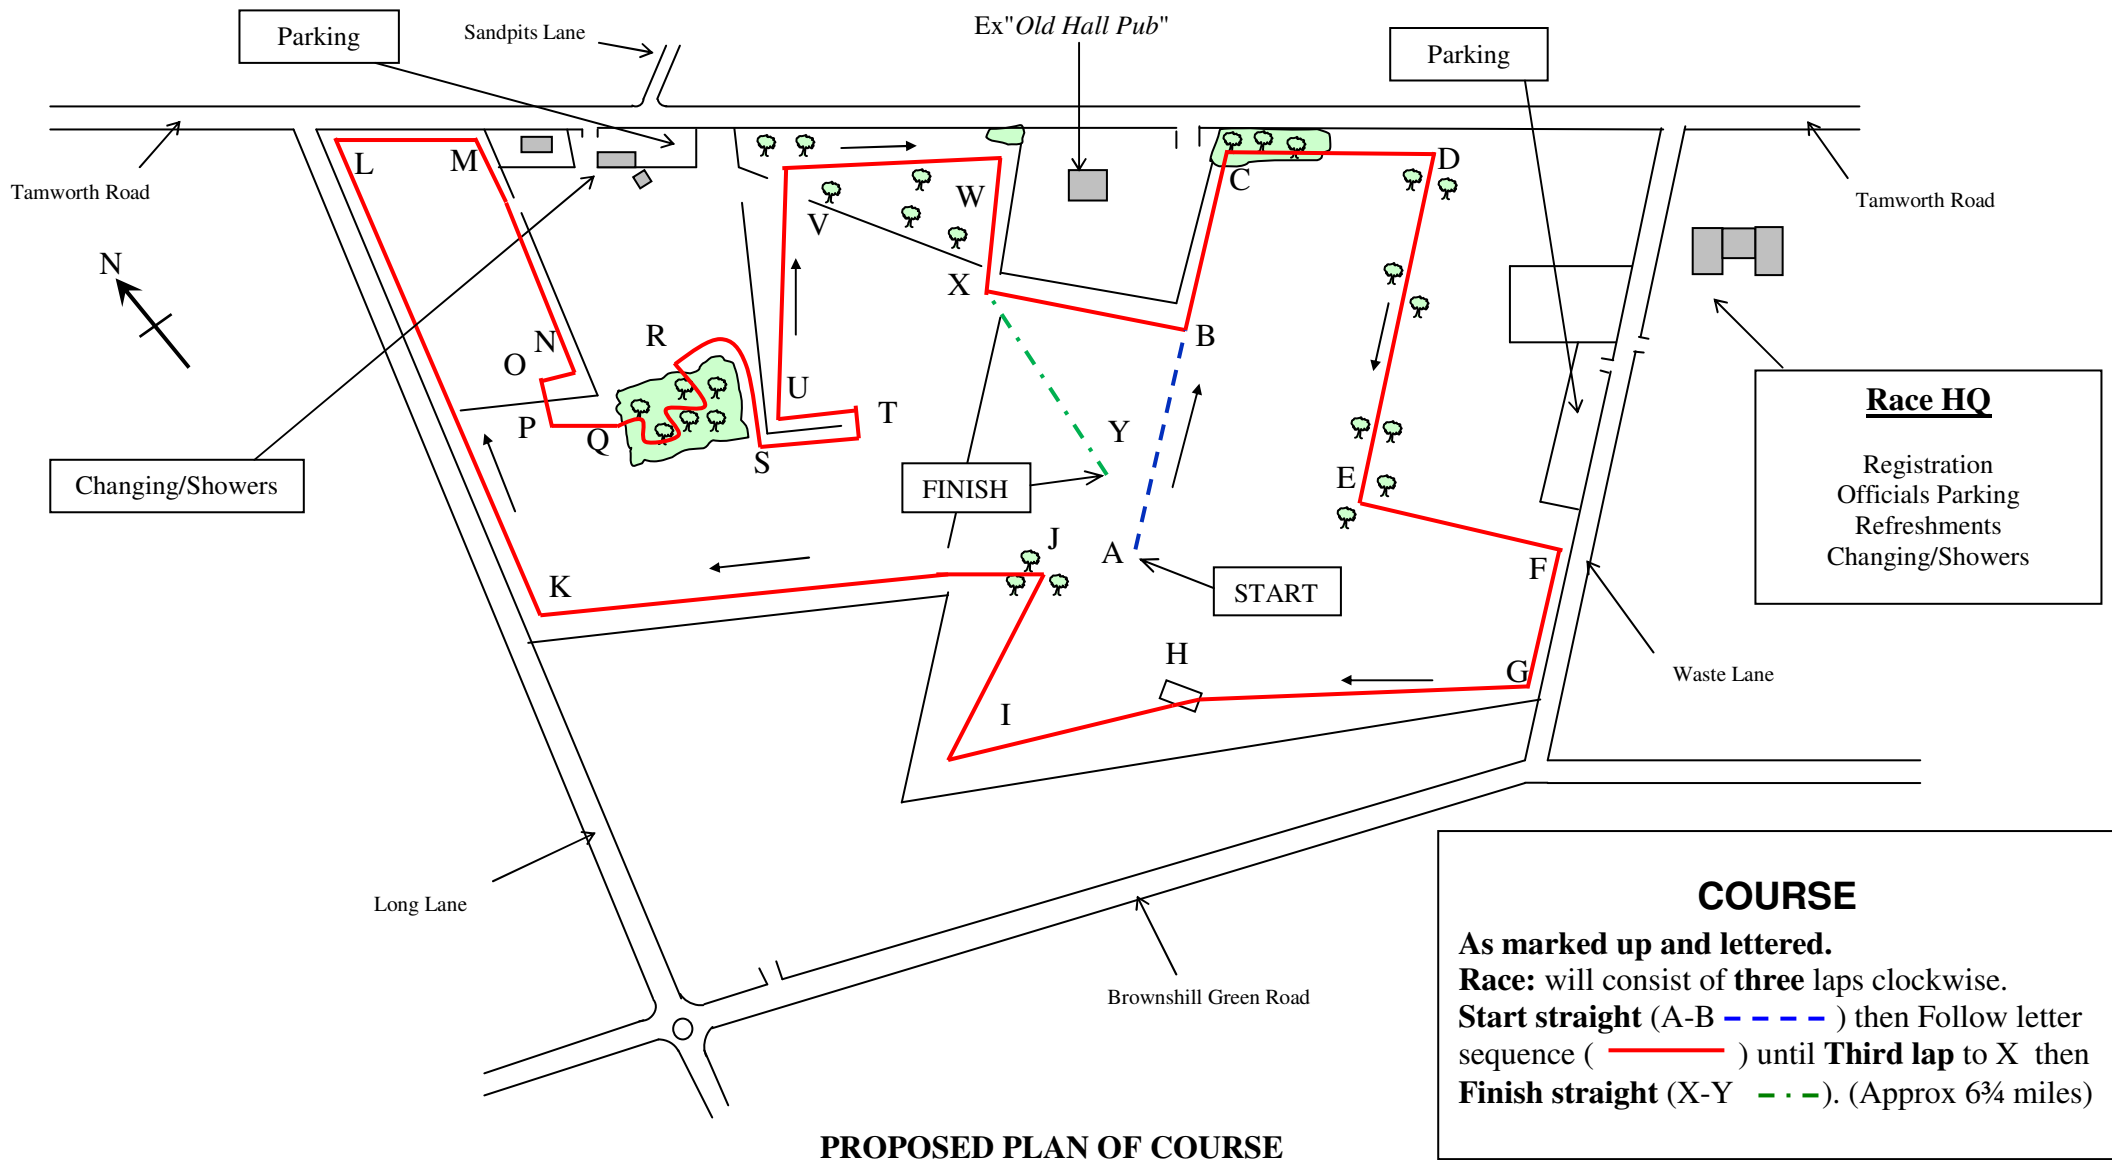 Parking
Sandpits Lane
Ex"Old Hall Pub"
Parking
L
M
C
D
Tamworth Road
Tamworth Road
V
W
N
X
B
R
O
N
U
T
P
Q
S
Y
E
Changing/Showers
FINISH
Race HQ
Registration
Officials Parking
Refreshments
Changing/Showers
J
A
F
K
START
H
G
I
Waste Lane
Long Lane
Brownshill Green Road
COURSE
As marked up and lettered.
Race: will consist of three laps clockwise.
Start straight (A-B ) then Follow letter
sequence ( ) until Third lap to X then
Finish straight (X-Y ). (Approx 6¾ miles)
PROPOSED PLAN OF COURSE